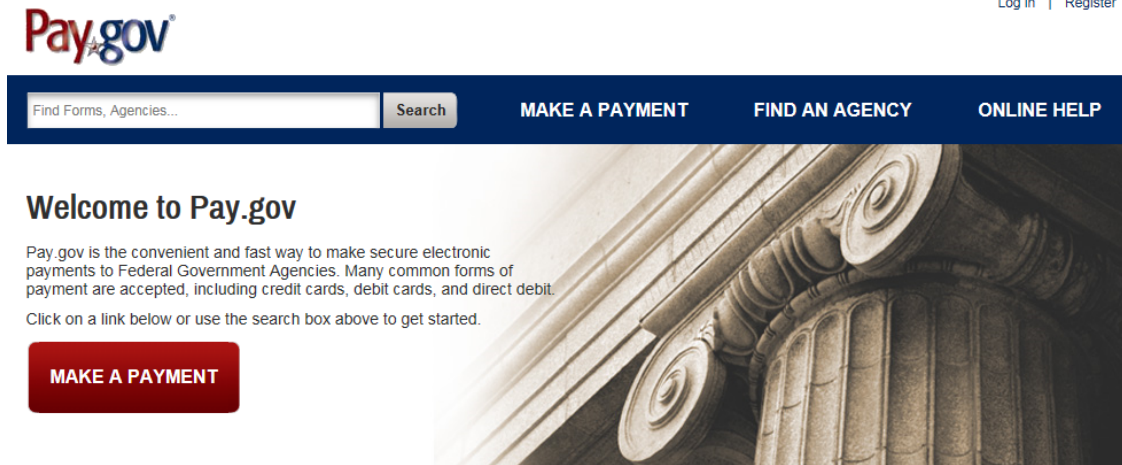 Log In | Register
Pay.gov®
Find Forms, Agencies...
Search
MAKE A PAYMENT
FIND AN AGENCY
ONLINE HELP
Welcome to Pay.gov
Pay.gov is the convenient and fast way to make secure electronic
payments to Federal Government Agencies. Many common forms of
payment are accepted, including credit cards, debit cards, and direct debit.
Click on a link below or use the search box above to get started.
MAKE A PAYMENT